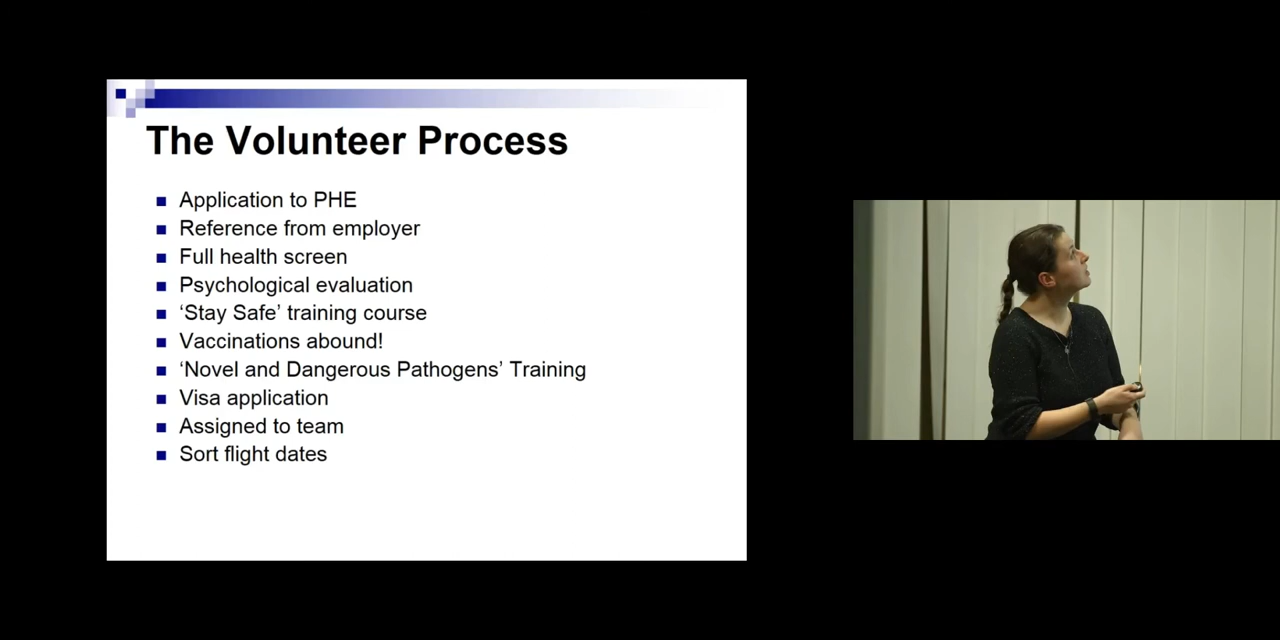 The Volunteer Process
Application to PHE
Reference from employer
Full health screen
Psychological evaluation
‘Stay Safe’ training course
Vaccinations abound!
‘Novel and Dangerous Pathogens’ Training
Visa application
Assigned to team
Sort flight dates